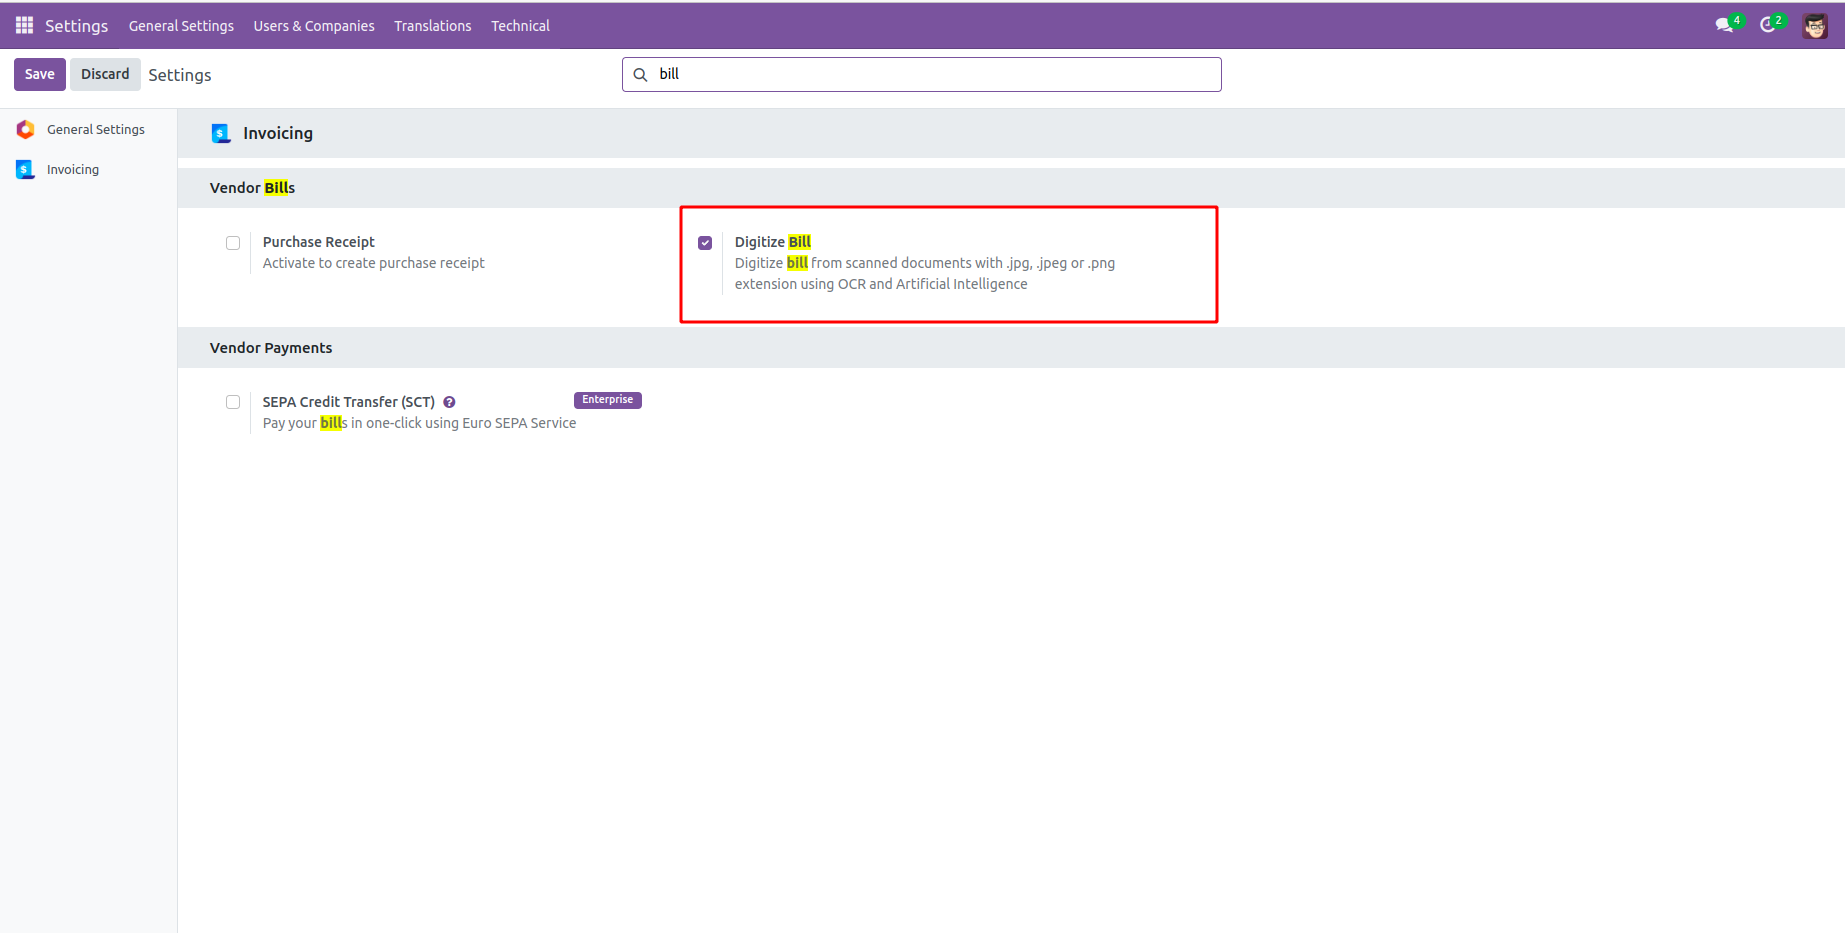 Settings General Settings Users & Companies Translations Technical 4 2
Save Discard Settings bill
General Settings
Invoicing
Invoicing
Vendor Bills
Purchase Receipt
Activate to create purchase receipt
Digitize Bill
Digitize bill from scanned documents with .jpg, .jpeg or .png
extension using OCR and Artificial Intelligence
Vendor Payments
SEPA Credit Transfer (SCT) ? Enterprise
Pay your bills in one-click using Euro SEPA Service